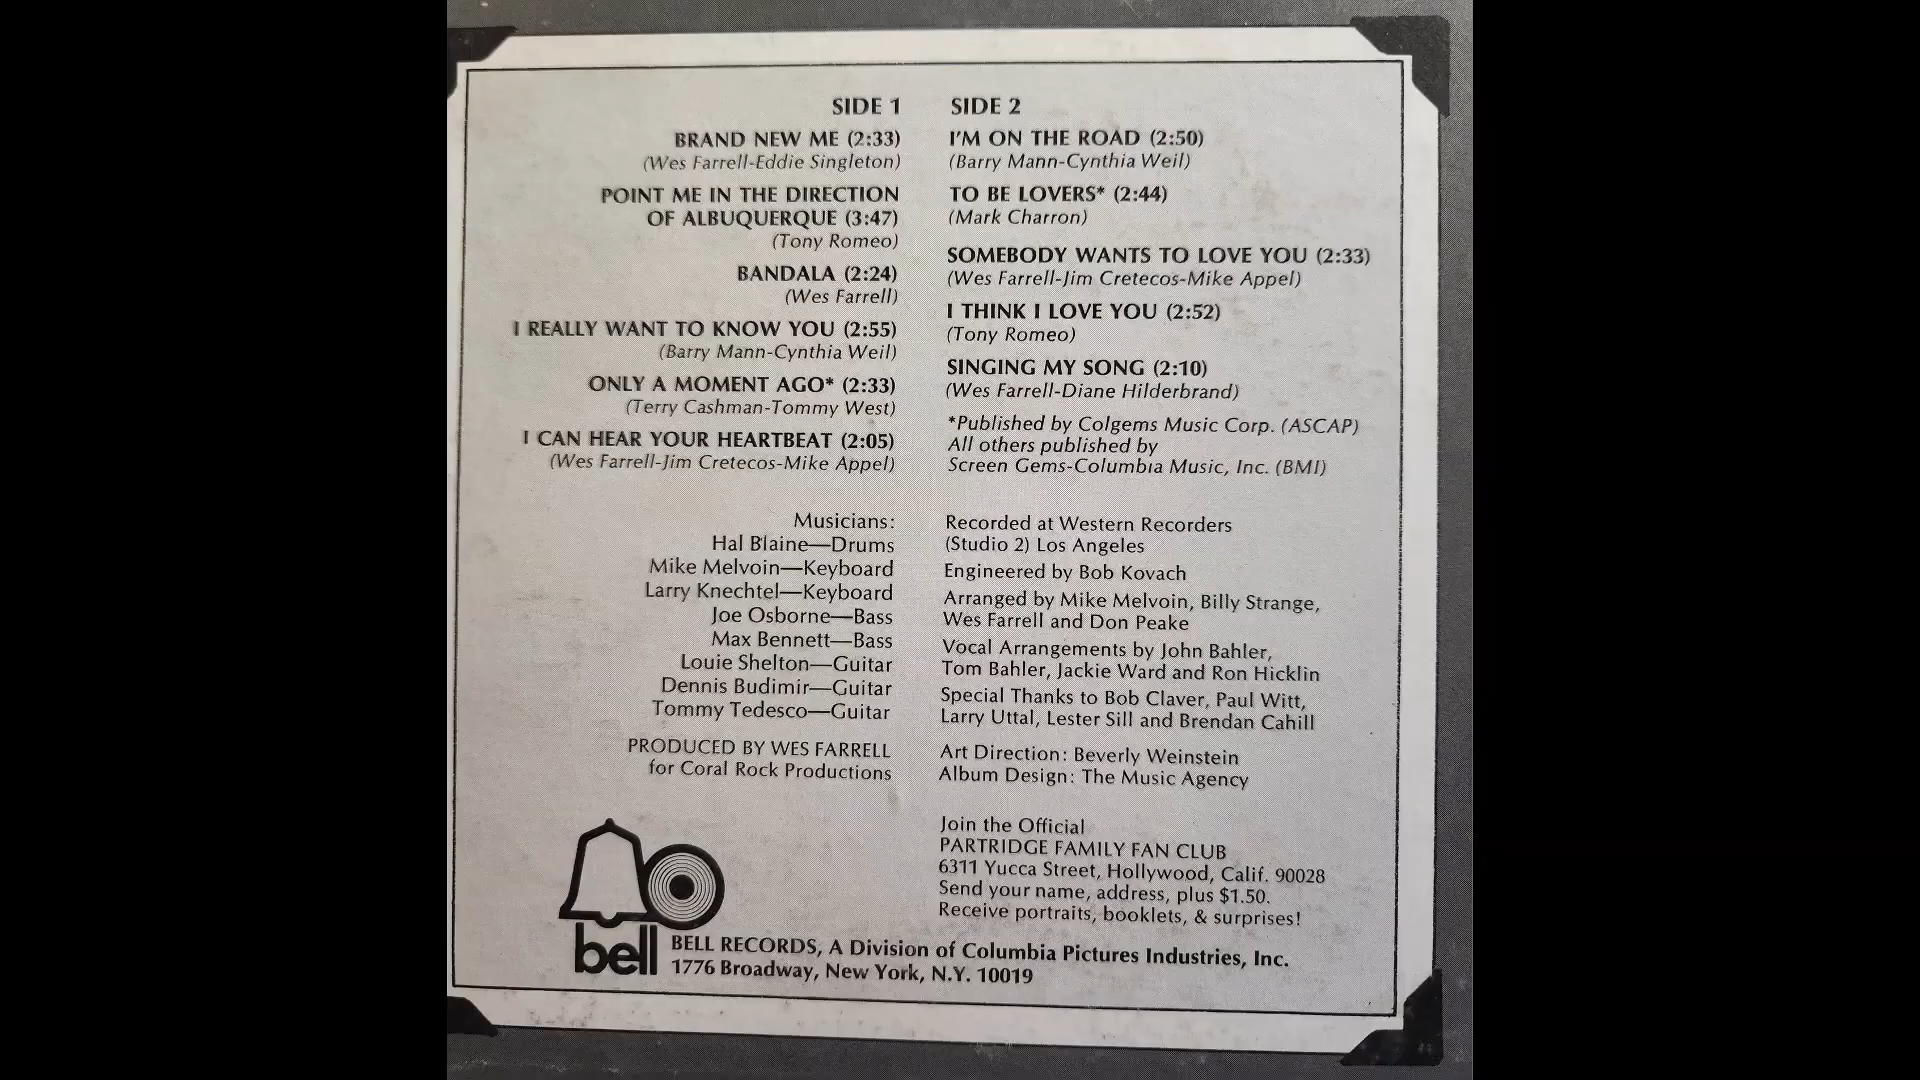 SIDE 1
BRAND NEW ME (2:33)
(Wes Farrell-Eddie Singleton)
POINT ME IN THE DIRECTION
OF ALBUQUERQUE (3:47)
(Tony Romeo)
BANDALA (2:24)
(Wes Farrell)
I REALLY WANT TO KNOW YOU (2:55)
(Barry Mann-Cynthia Weil)
ONLY A MOMENT AGO* (2:33)
(Terry Cashman-Tommy West)
I CAN HEAR YOUR HEARTBEAT (2:05)
(Wes Farrell-Jim Cretecos-Mike Appel)
SIDE 2
I'M ON THE ROAD (2:50)
(Barry Mann-Cynthia Weil)
TO BE LOVERS* (2:44)
(Mark Charron)
SOMEBODY WANTS TO LOVE YOU (2:33)
(Wes Farrell-Jim Cretecos-Mike Appel)
I THINK I LOVE YOU (2:52)
(Tony Romeo)
SINGING MY SONG (2:10)
(Wes Farrell-Diane Hilderbrand)
*Published by Colgems Music Corp. (ASCAP)
All others published by
Screen Gems-Columbia Music, Inc. (BMI)
Musicians:
Hal Blaine—Drums
Mike Melvoin—Keyboard
Larry Knechtel—Keyboard
Joe Osborne—Bass
Max Bennett—Bass
Louie Shelton—Guitar
Dennis Budimir—Guitar
Tommy Tedesco—Guitar
PRODUCED BY WES FARRELL
for Coral Rock Productions
Recorded at Western Recorders
(Studio 2) Los Angeles
Engineered by Bob Kovach
Arranged by Mike Melvoin, Billy Strange,
Wes Farrell and Don Peake
Vocal Arrangements by John Bahler,
Tom Bahler, Jackie Ward and Ron Hicklin
Special Thanks to Bob Claver, Paul Witt,
Larry Uttal, Lester Sill and Brendan Cahill
Art Direction: Beverly Weinstein
Album Design: The Music Agency
Join the Official
PARTRIDGE FAMILY FAN CLUB
6311 Yucca Street, Hollywood, Calif. 90028
Send your name, address, plus $1.50.
Receive portraits, booklets, & surprises!
bell
BELL RECORDS, A Division of Columbia Pictures Industries, Inc.
1776 Broadway, New York, N.Y. 10019